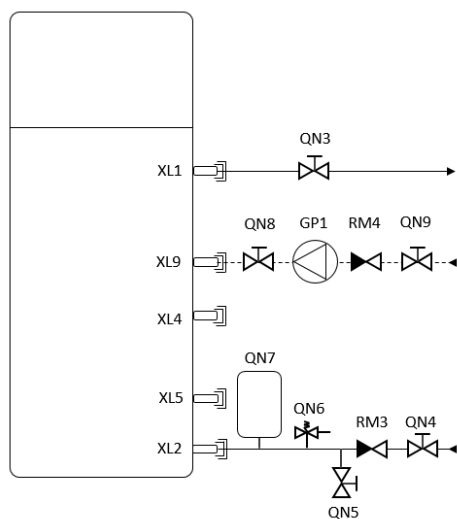 QN3
XL1
QN8
GP1
RM4
QN9
XL9
XL4
QN7
XL5
QN6
RM3
QN4
XL2
QN5